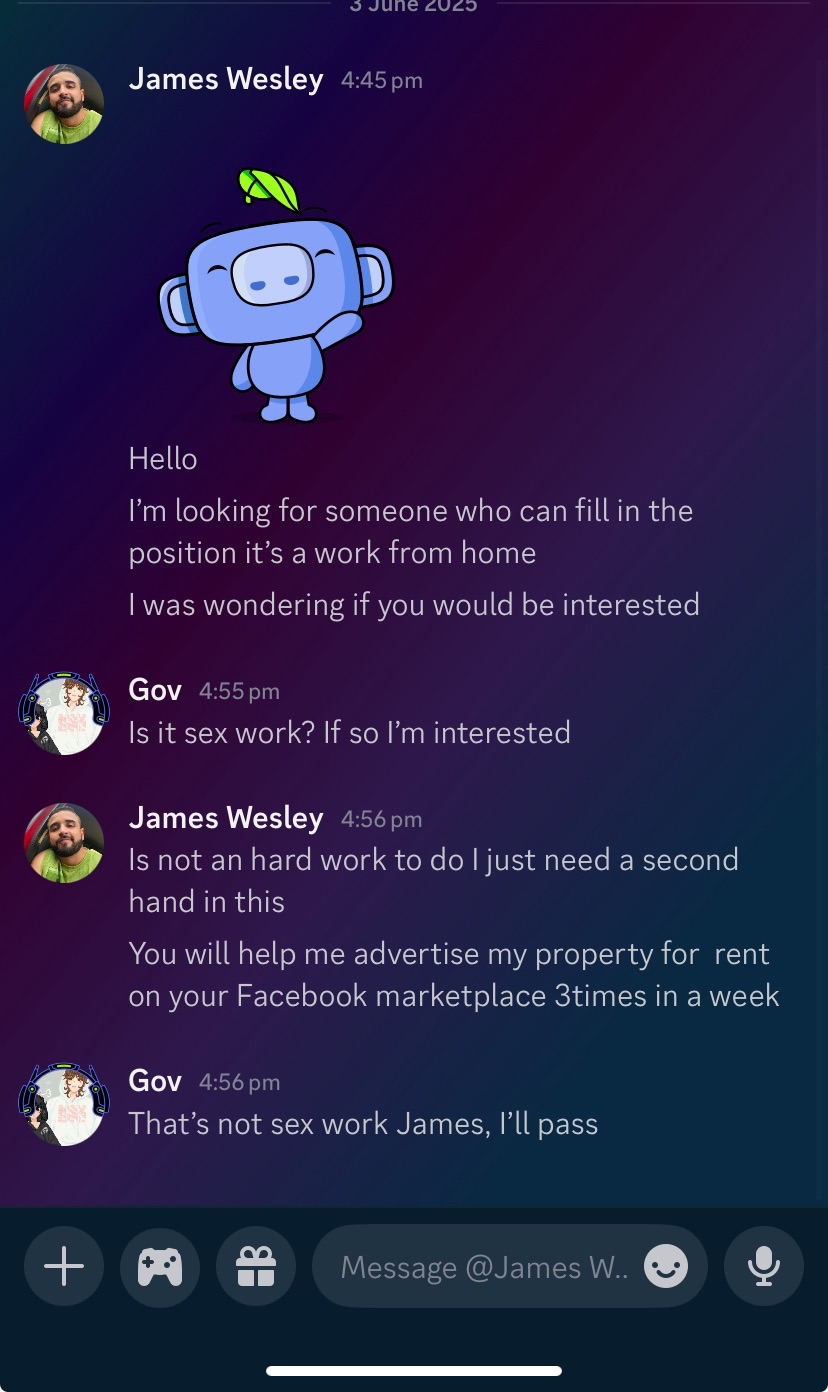 3 June 2025
James Wesley 4:45 pm
Hello
I'm looking for someone who can fill in the
position it's a work from home
I was wondering if you would be interested
Gov 4:55 pm
Is it sex work? If so I'm interested
James Wesley 4:56 pm
Is not an hard work to do I just need a second
hand in this
You will help me advertise my property for  rent
on your Facebook marketplace 3times in a week
Gov 4:56 pm
That's not sex work James, I'll pass
Message @James W..